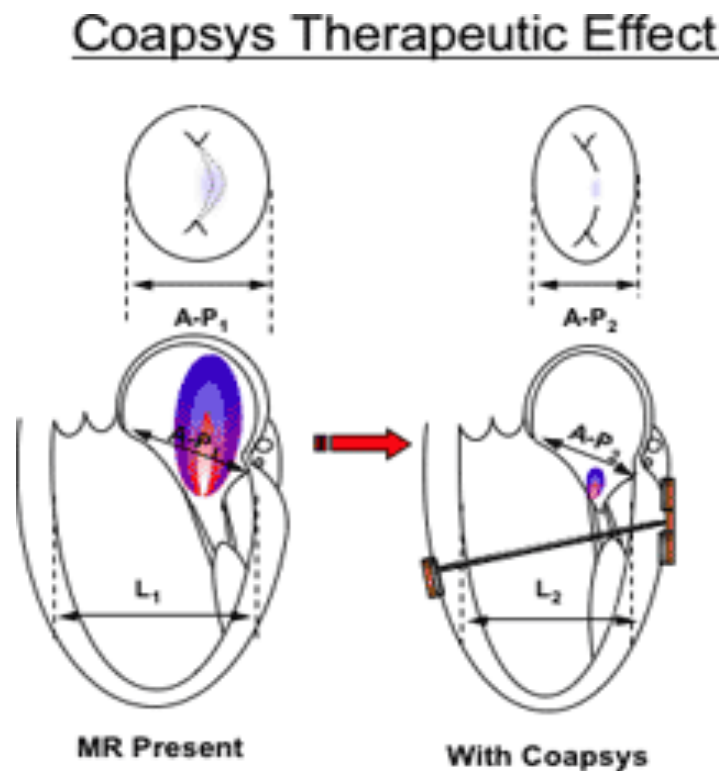 Coapsys Therapeutic Effect
A-P₁
A-P₂
A-P₁
A-P₂
L₁
L₂
MR Present
With Coapsys